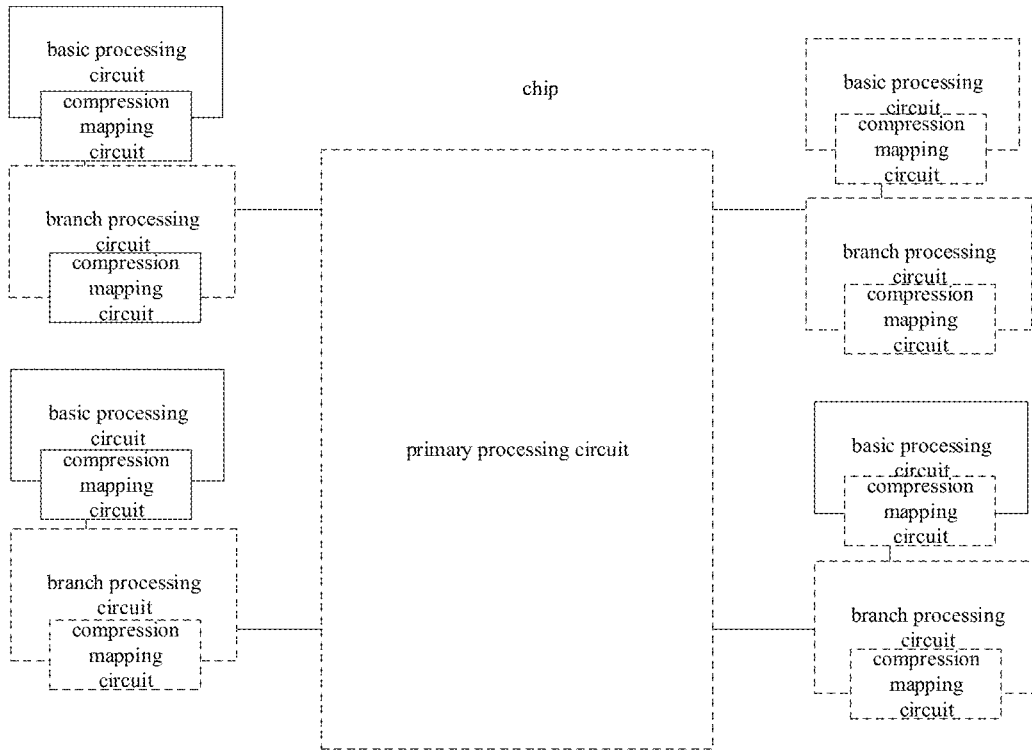 basic processing
circuit
compression
mapping
circuit
branch processing
circuit
compression
mapping
circuit
basic processing
circuit
compression
mapping
circuit
branch processing
circuit
compression
mapping
circuit
chip
primary processing circuit
basic processing
circuit
compression
mapping
circuit
branch processing
circuit
compression
mapping
circuit
basic processing
circuit
compression
mapping
circuit
branch processing
circuit
compression
mapping
circuit